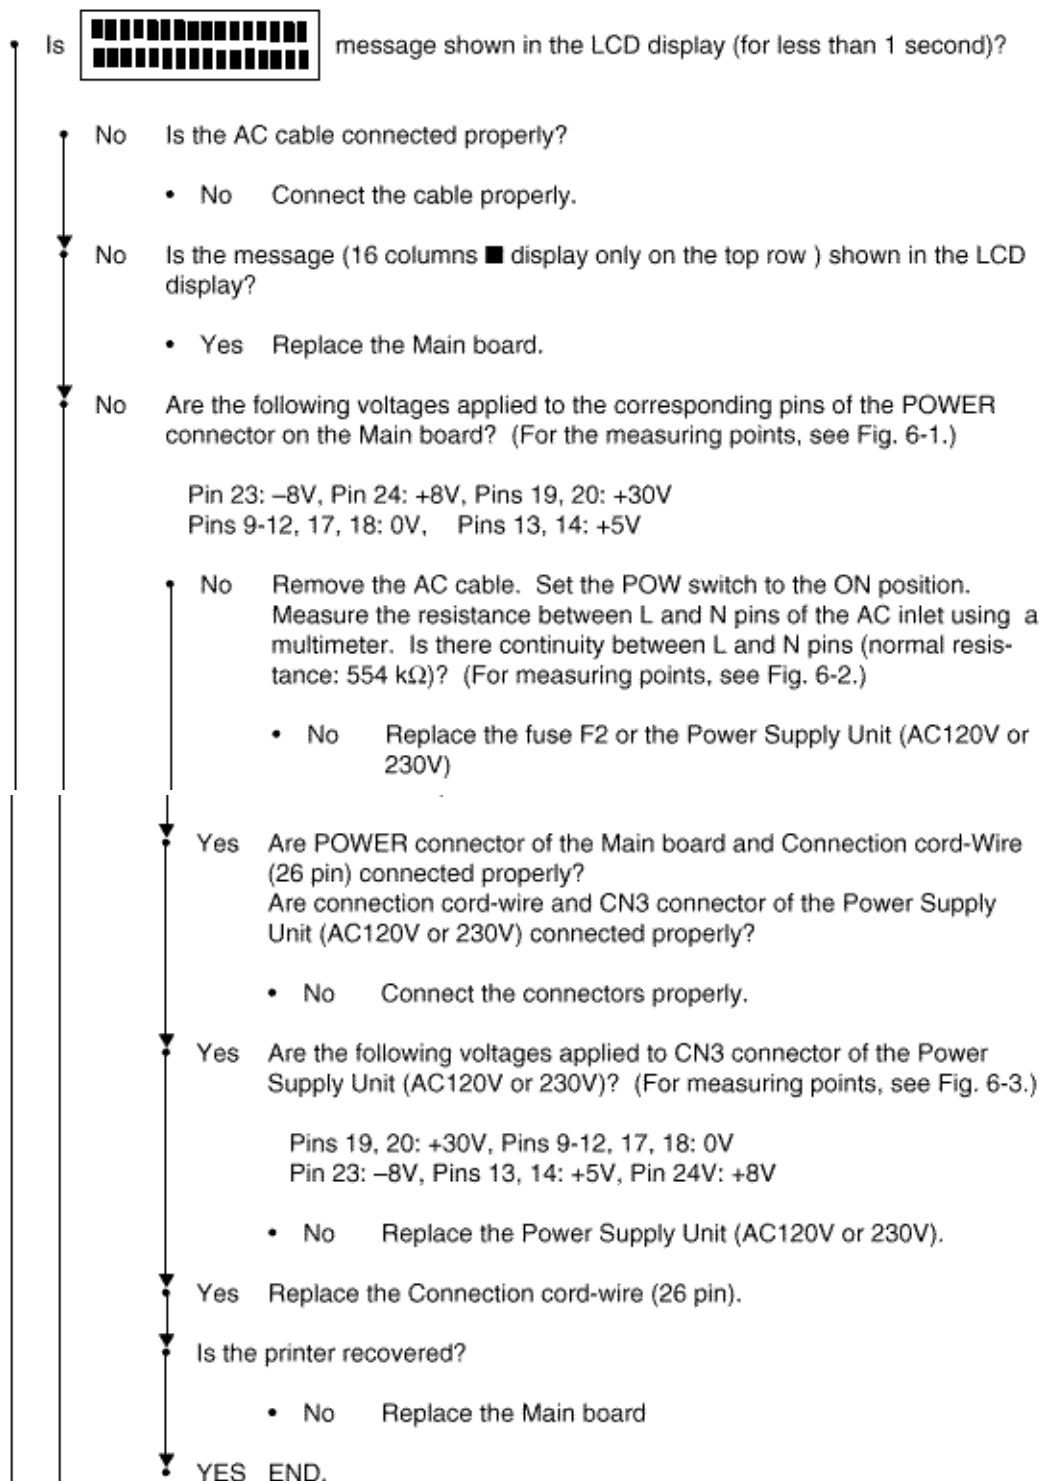 • Is message shown in the LCD display (for less than 1 second)?
• No Is the AC cable connected properly?
• No Connect the cable properly.
• No Is the message (16 columns ■ display only on the top row ) shown in the LCD
display?
• Yes Replace the Main board.
• No Are the following voltages applied to the corresponding pins of the POWER
connector on the Main board? (For the measuring points, see Fig. 6-1.)
Pin 23: –8V, Pin 24: +8V, Pins 19, 20: +30V
Pins 9-12, 17, 18: 0V, Pins 13, 14: +5V
• No Remove the AC cable. Set the POW switch to the ON position.
Measure the resistance between L and N pins of the AC inlet using a
multimeter. Is there continuity between L and N pins (normal resis-
tance: 554 kΩ)? (For measuring points, see Fig. 6-2.)
• No Replace the fuse F2 or the Power Supply Unit (AC120V or
230V)
• Yes Are POWER connector of the Main board and Connection cord-Wire
(26 pin) connected properly?
Are connection cord-wire and CN3 connector of the Power Supply
Unit (AC120V or 230V) connected properly?
• No Connect the connectors properly.
• Yes Are the following voltages applied to CN3 connector of the Power
Supply Unit (AC120V or 230V)? (For measuring points, see Fig. 6-3.)
Pins 19, 20: +30V, Pins 9-12, 17, 18: 0V
Pin 23: –8V, Pins 13, 14: +5V, Pin 24V: +8V
• No Replace the Power Supply Unit (AC120V or 230V).
• Yes Replace the Connection cord-wire (26 pin).
• Is the printer recovered?
• No Replace the Main board
• YES END.